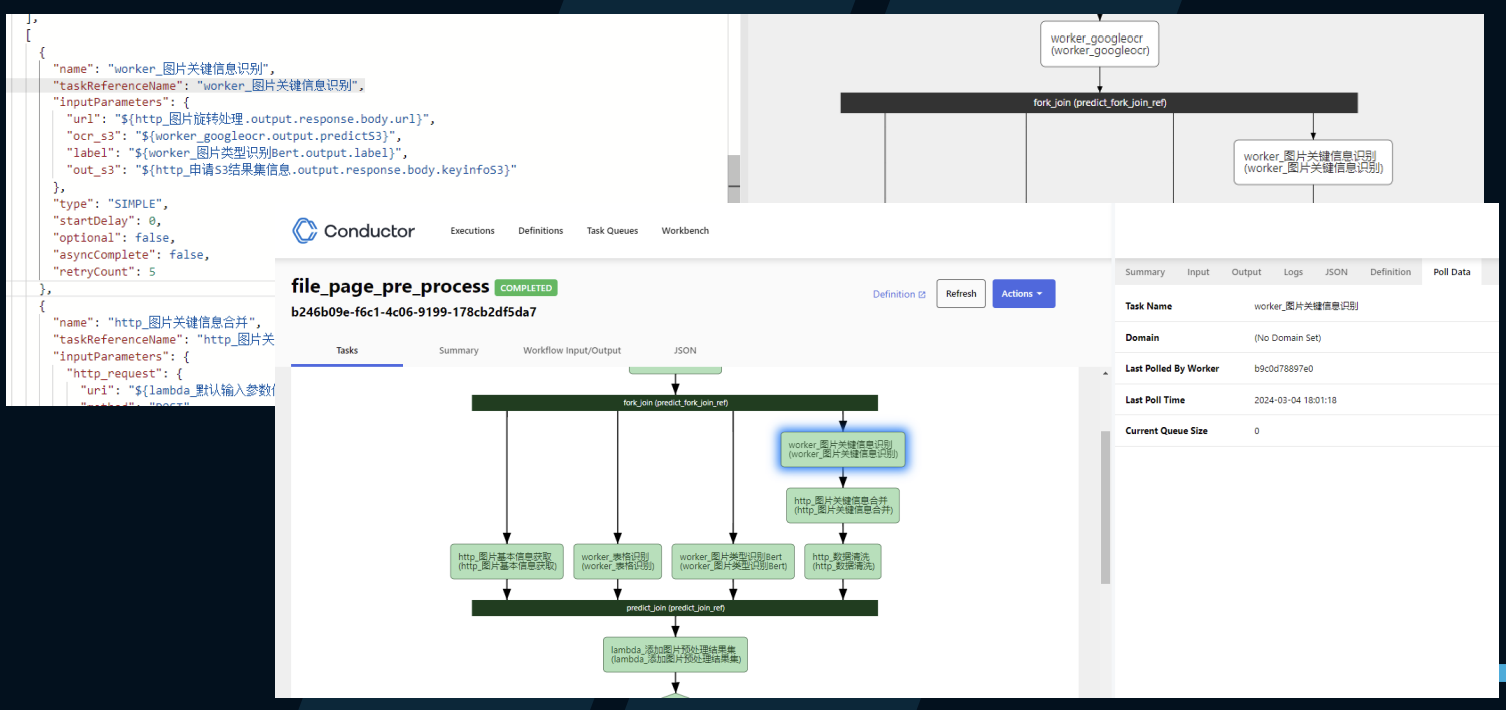 ],
[
{
"name": "worker_图片关键信息识别",
"taskReferenceName": "worker_图片关键信息识别",
"inputParameters": {
"url": "${http_图片旋转处理.output.response.body.url}",
"ocr_s3": "${worker_googleocr.output.predictS3}",
"label": "${worker_图片类型识别Bert.output.label}",
"out_s3": "${http_申请S3结果集信息.output.response.body.keyinfoS3}"
},
"type": "SIMPLE",
"startDelay": 0,
"optional": false,
"asyncComplete": false,
"retryCount": 5
},
{
"name": "http_图片关键信息合并",
"taskReferenceName": "http_图片关
"inputParameters": {
"http_request": {
"uri": "${lambda_默认输入参数
worker_googleocr
(worker_googleocr)
fork_join (predict_fork_join_ref)
worker_图片关键信息识别
(worker_图片关键信息识别)
Conductor
Executions
Definitions
Task Queues
Workbench
file_page_pre_process
COMPLETED
b246b09e-f6c1-4c06-9199-178cb2df5da7
Definition
Refresh
Actions
Tasks
Summary
Workflow Input/Output
JSON
fork_join (predict_fork_join_ref)
worker_图片关键信息识别
(worker_图片关键信息识别)
http_图片关键信息合并
(http_图片关键信息合并)
http_图片基本信息获取
(http_图片基本信息获取)
worker_表格识别
(worker_表格识别)
worker_图片类型识别Bert
(worker_图片类型识别Bert)
http_数据清洗
(http_数据清洗)
predict_join (predict_join_ref)
lambda_添加图片预处理结果集
(lambda_添加图片预处理结果集)
Summary
Input
Output
Logs
JSON
Definition
Poll Data
Task Name
worker_图片关键信息识别
Domain
(No Domain Set)
Last Polled By Worker
b9c0d78897e0
Last Poll Time
2024-03-04 18:01:18
Current Queue Size
0